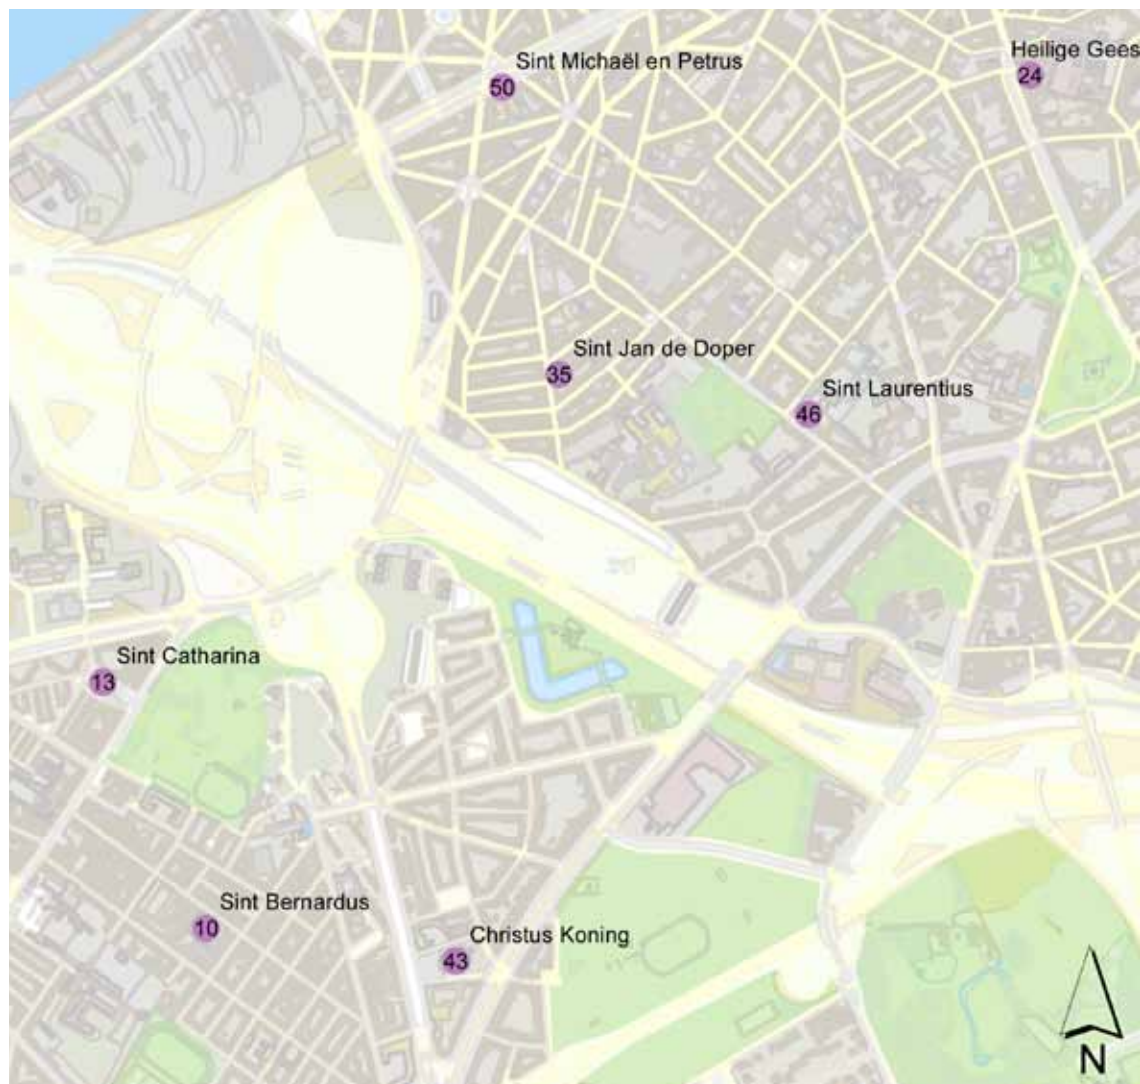 Sint Michaël en Petrus
50
Heilige Gees
24
Sint Jan de Doper
35
Sint Laurentius
46
Sint Catharina
13
Sint Bernardus
10
Christus Koning
43
N